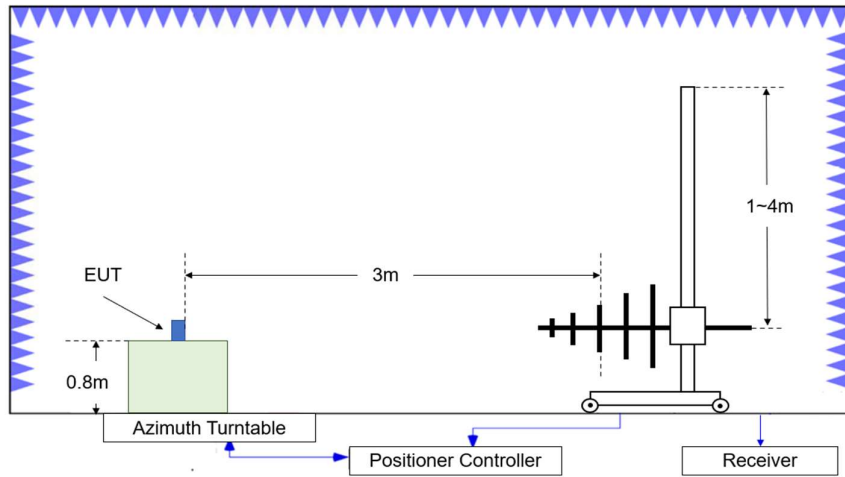 1~4m
EUT
3m
0.8m
Azimuth Turntable
Positioner Controller
Receiver